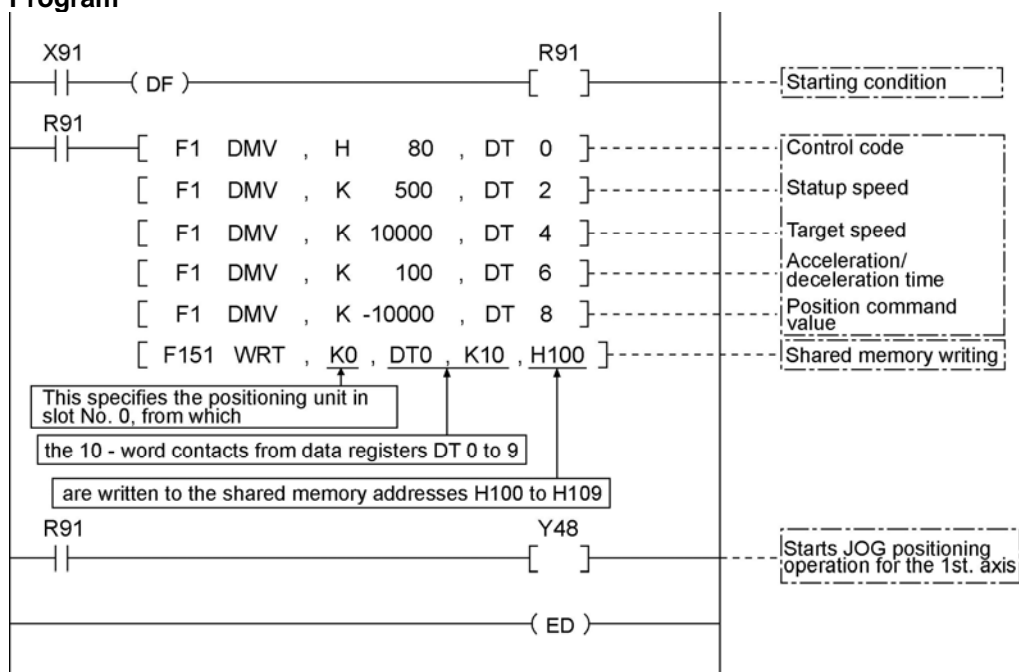 Program
X91 R91
( DF ) [ ] Starting condition
R91
[ F1 DMV , H 80 , DT 0 ] Control code
[ F1 DMV , K 500 , DT 2 ] Statup speed
[ F1 DMV , K 10000 , DT 4 ] Target speed
[ F1 DMV , K 100 , DT 6 ] Acceleration/
deceleration time
[ F1 DMV , K -10000 , DT 8 ] Position command
value
[ F151 WRT , K0 , DT0 , K10 , H100 ] Shared memory writing
This specifies the positioning unit in
slot No. 0, from which
the 10 - word contacts from data registers DT 0 to 9
are written to the shared memory addresses H100 to H109
R91 Y48
[ ] Starts JOG positioning
operation for the 1st. axis
( ED )